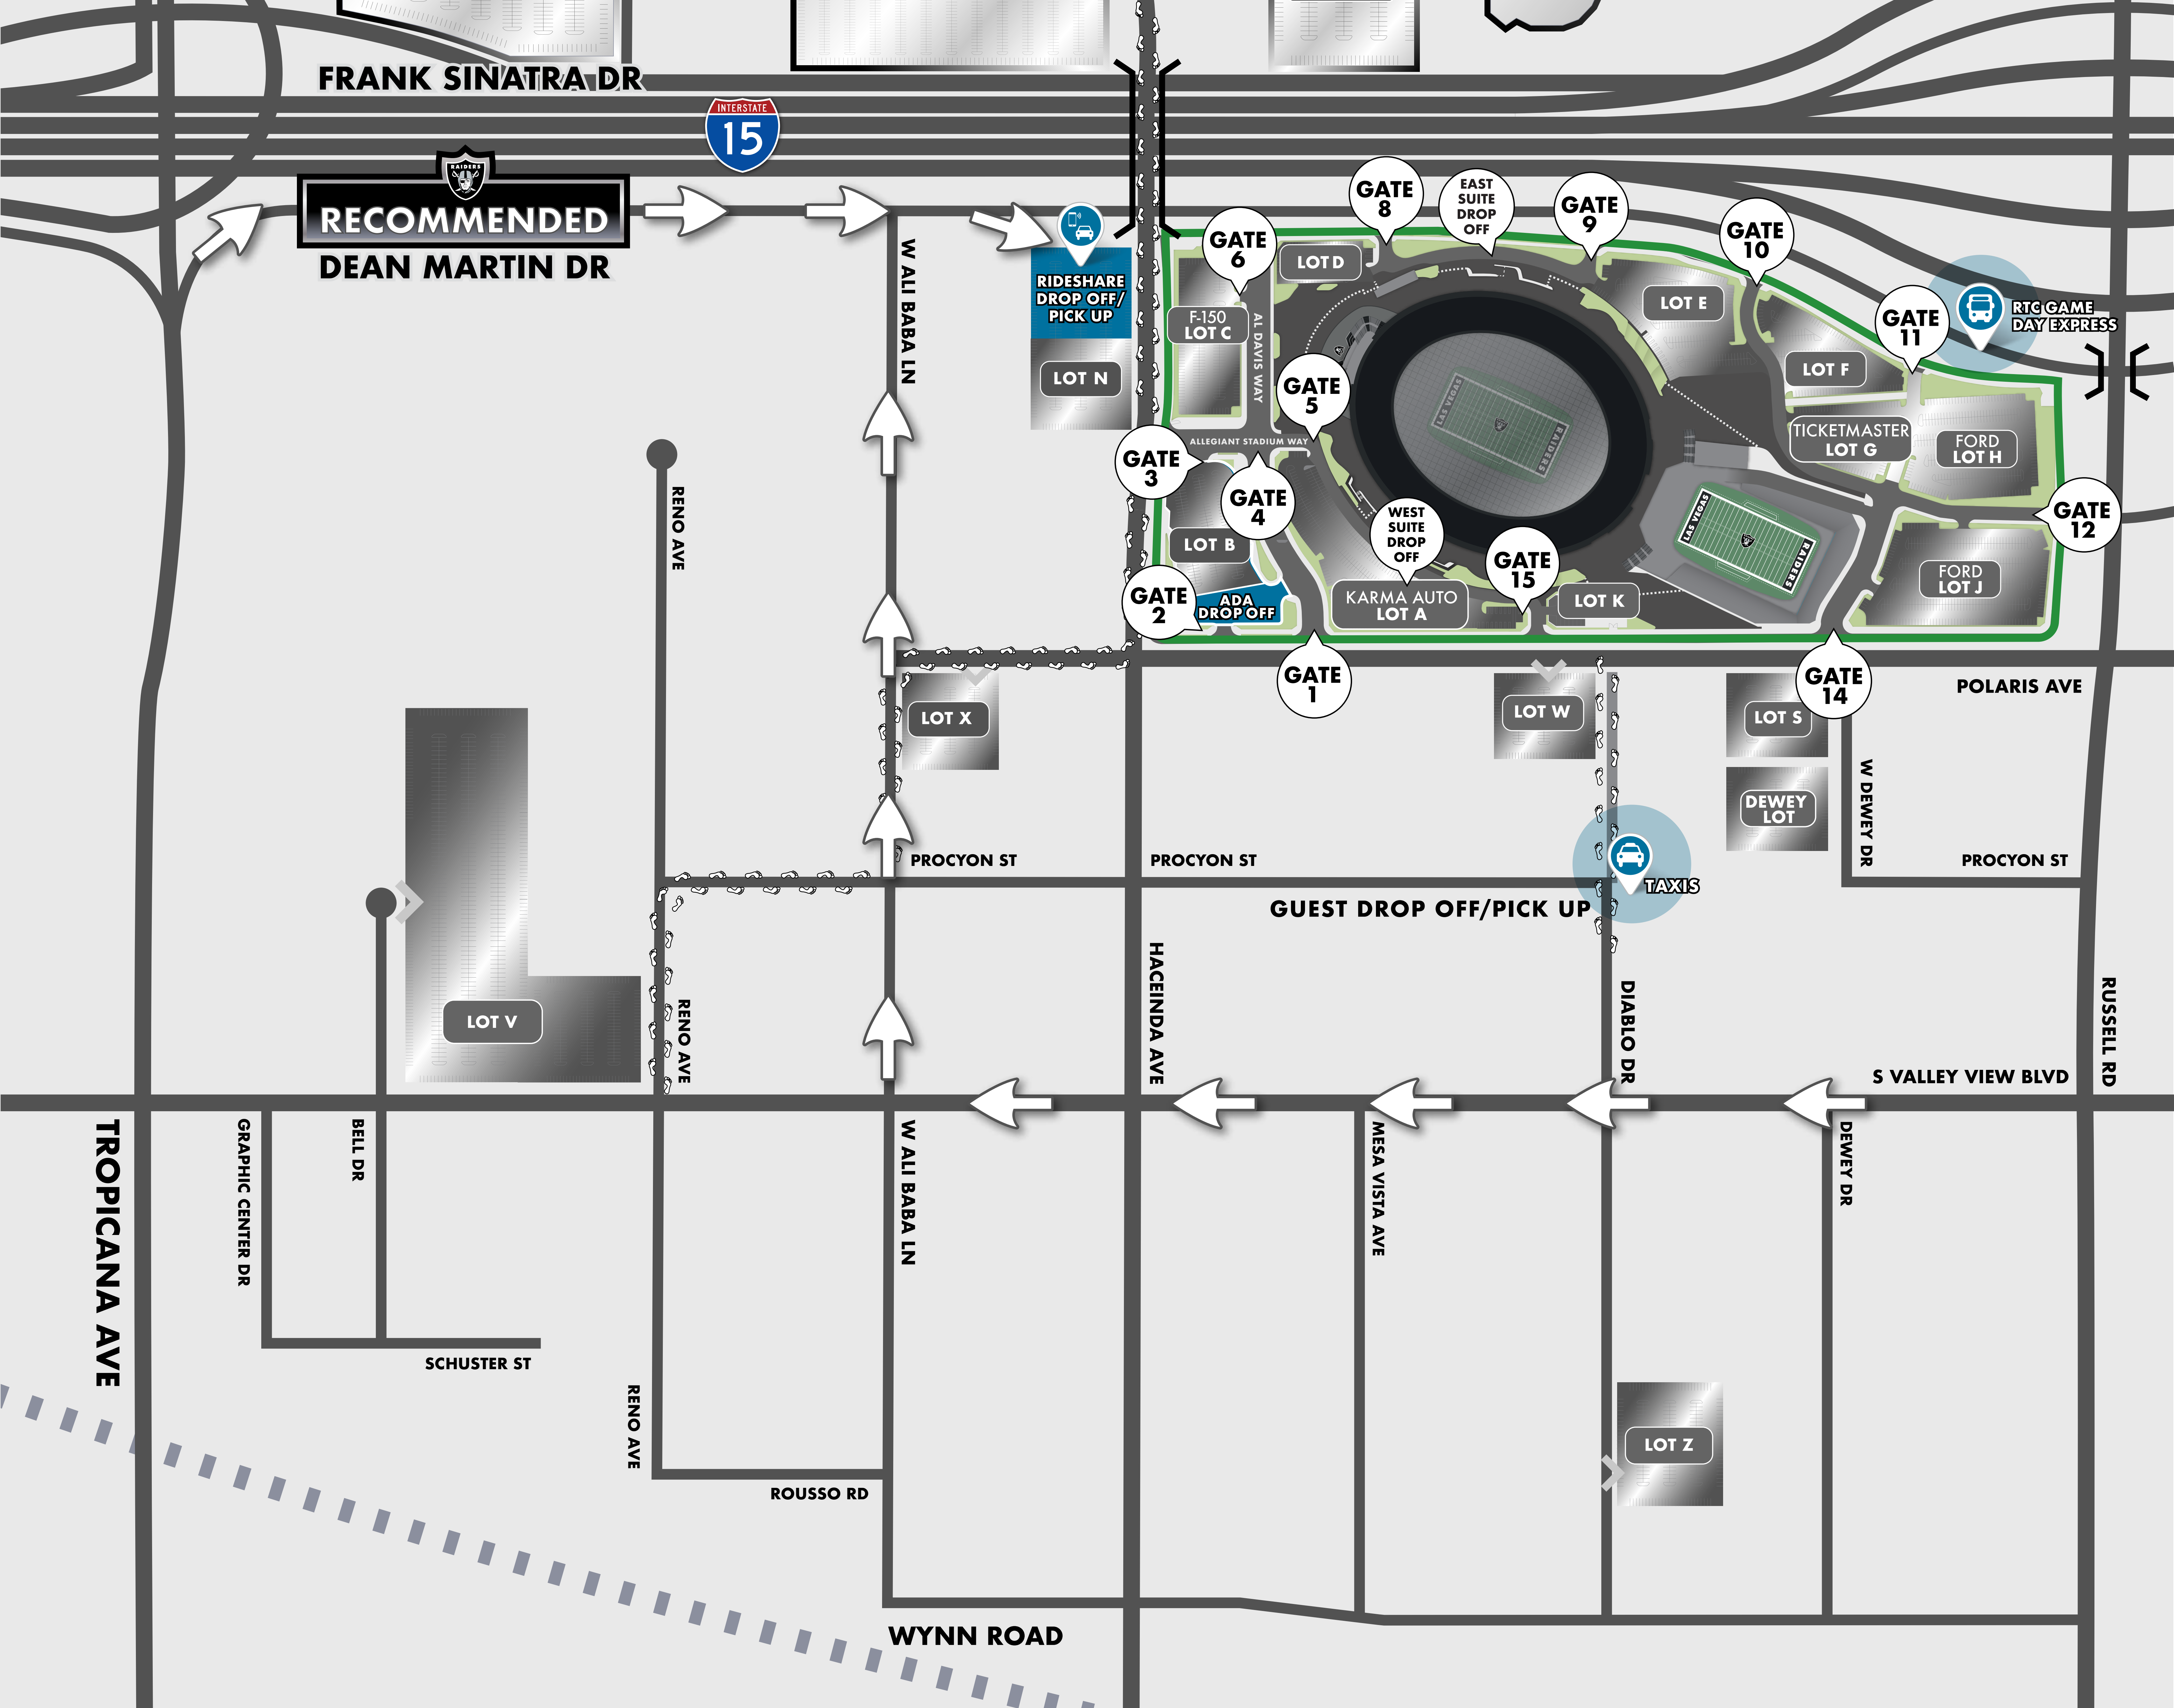 FRANK SINATRA DR
INTERSTATE
15
RAIDERS
RECOMMENDED
DEAN MARTIN DR
W ALI BABA LN
RIDESHARE
DROP OFF/
PICK UP
LOT N
GATE
6
LOT D
GATE
8
EAST
SUITE
DROP
OFF
GATE
9
GATE
10
GATE
11
RTC GAME
DAY EXPRESS
F-150
LOT C
AL DAVIS WAY
LOT E
LOT F
GATE
5
LAS VEGAS
RAIDERS
ALLEGIANT STADIUM WAY
TICKETMASTER
LOT G
FORD
LOT H
GATE
3
GATE
4
WEST
SUITE
DROP
OFF
GATE
12
LAS VEGAS
RAIDERS
LOT B
GATE
15
GATE
2
ADA
DROP OFF
KARMA AUTO
LOT A
LOT K
FORD
LOT J
RENO AVE
GATE
1
GATE
14
POLARIS AVE
LOT X
LOT W
LOT S
DEWEY
LOT
W DEWEY DR
PROCYON ST
PROCYON ST
PROCYON ST
TAXIS
GUEST DROP OFF/PICK UP
LOT V
RENO AVE
HACEINDA AVE
DIABLO DR
RUSSELL RD
S VALLEY VIEW BLVD
TROPICANA AVE
GRAPHIC CENTER DR
BELL DR
W ALI BABA LN
MESA VISTA AVE
DEWEY DR
SCHUSTER ST
RENO AVE
LOT Z
ROUSSO RD
WYNN ROAD